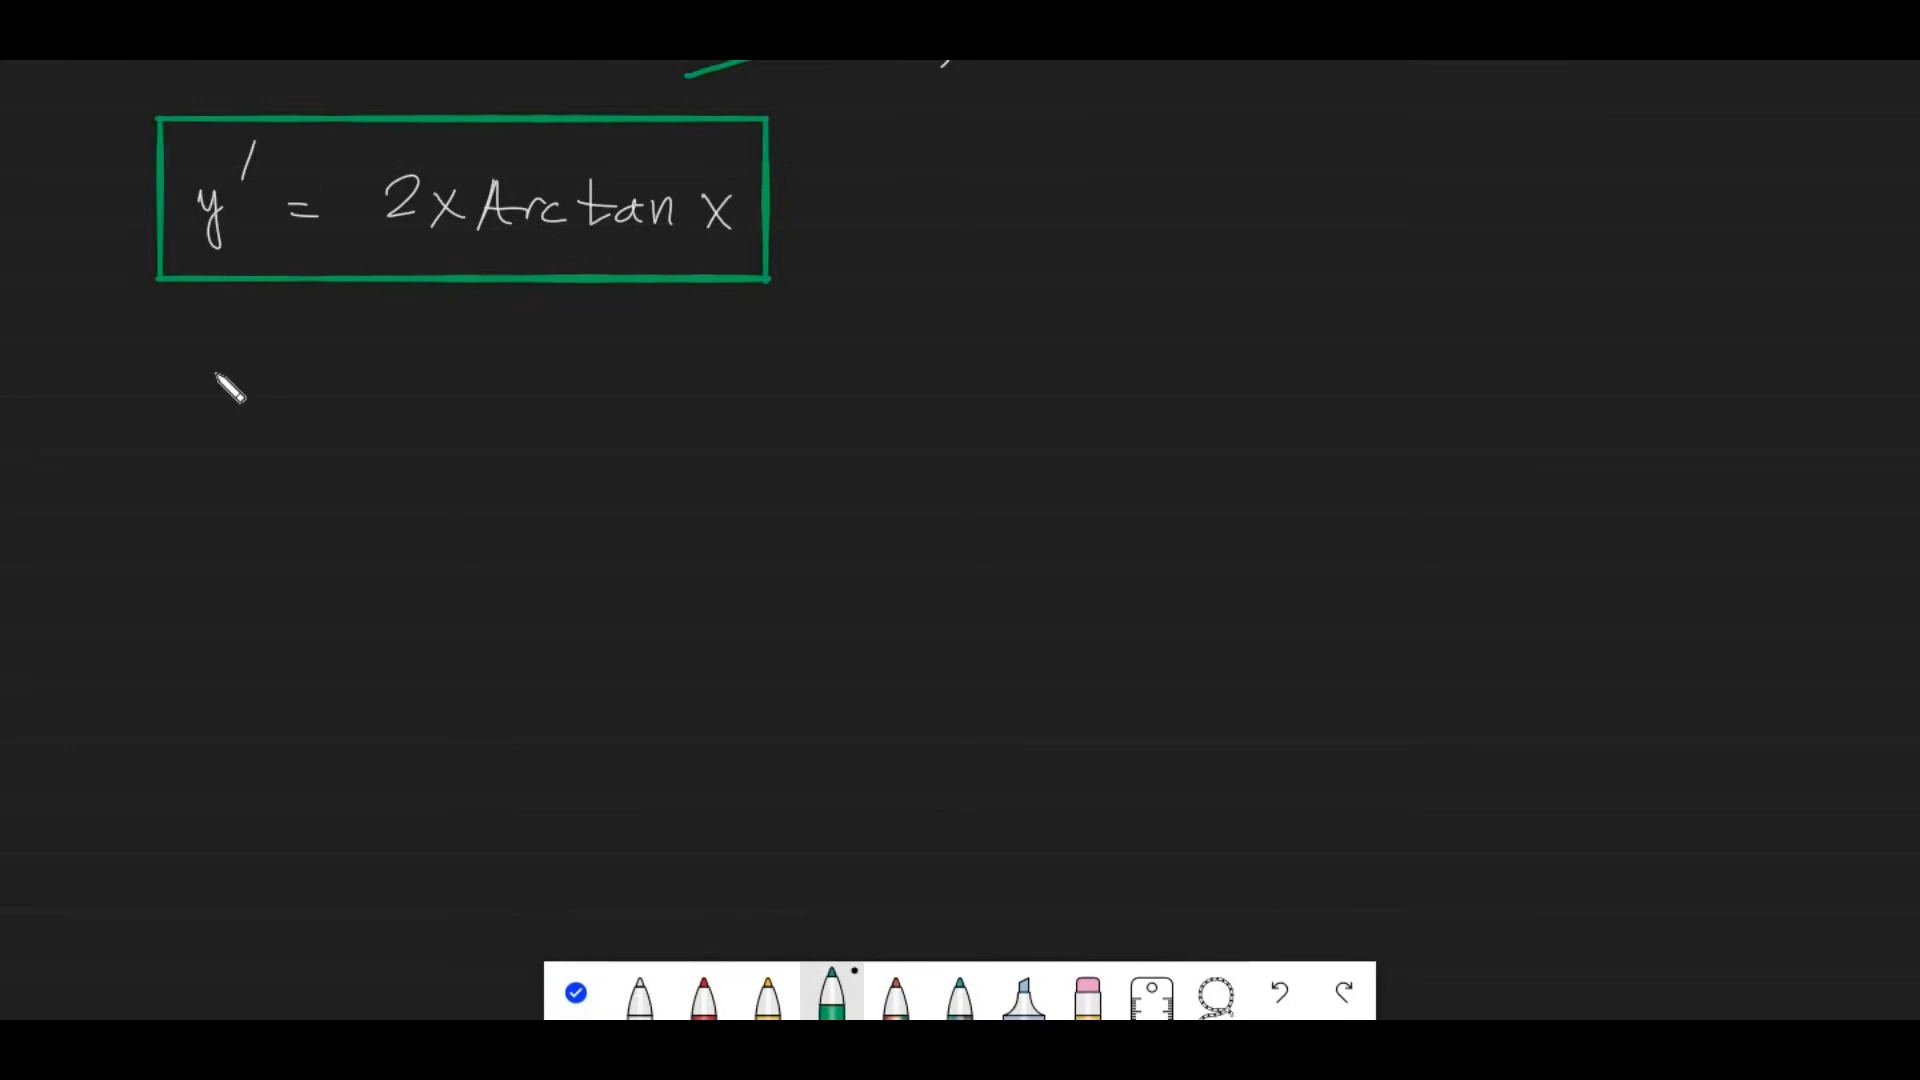 y' = 2x Arctan x